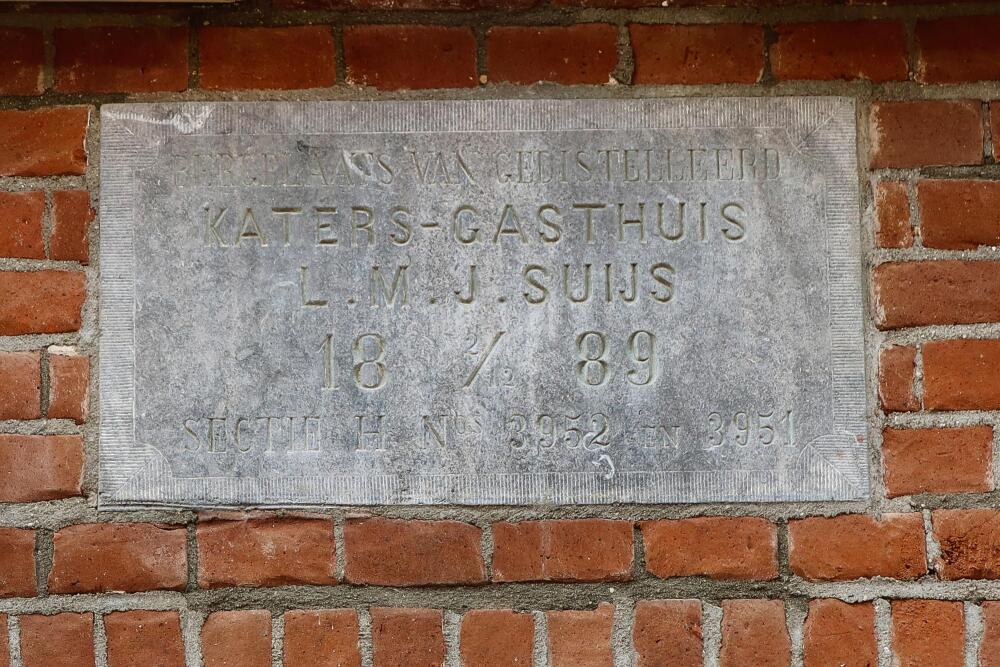 BERGPLAATS VAN GEDISTELLEERD
KATERS-GASTHUIS
L.M.J. SUIJS
18 2/12 89
SECTIE H Nos 3952 EN 3951